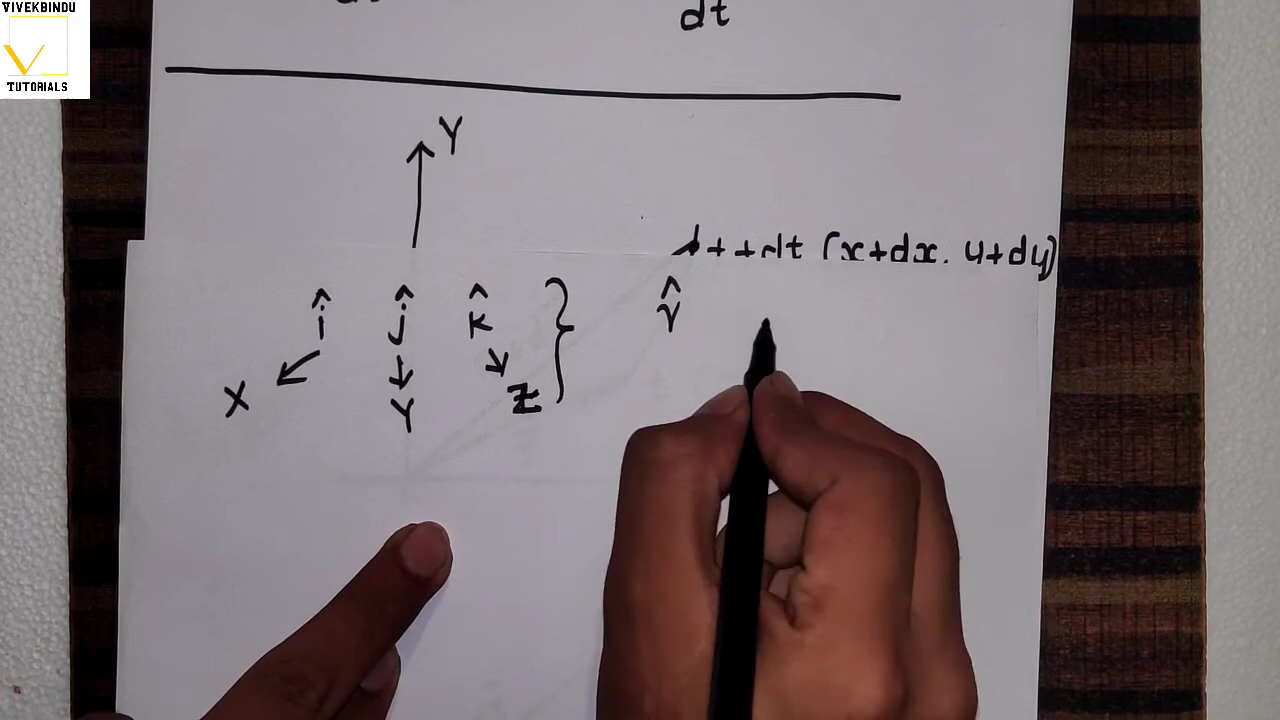 VIVEKBINDU
TUTORIALS
dt
Y
t+dt (x+dx, y+dy)
î ĵ k̂ } r̂
X Y Z